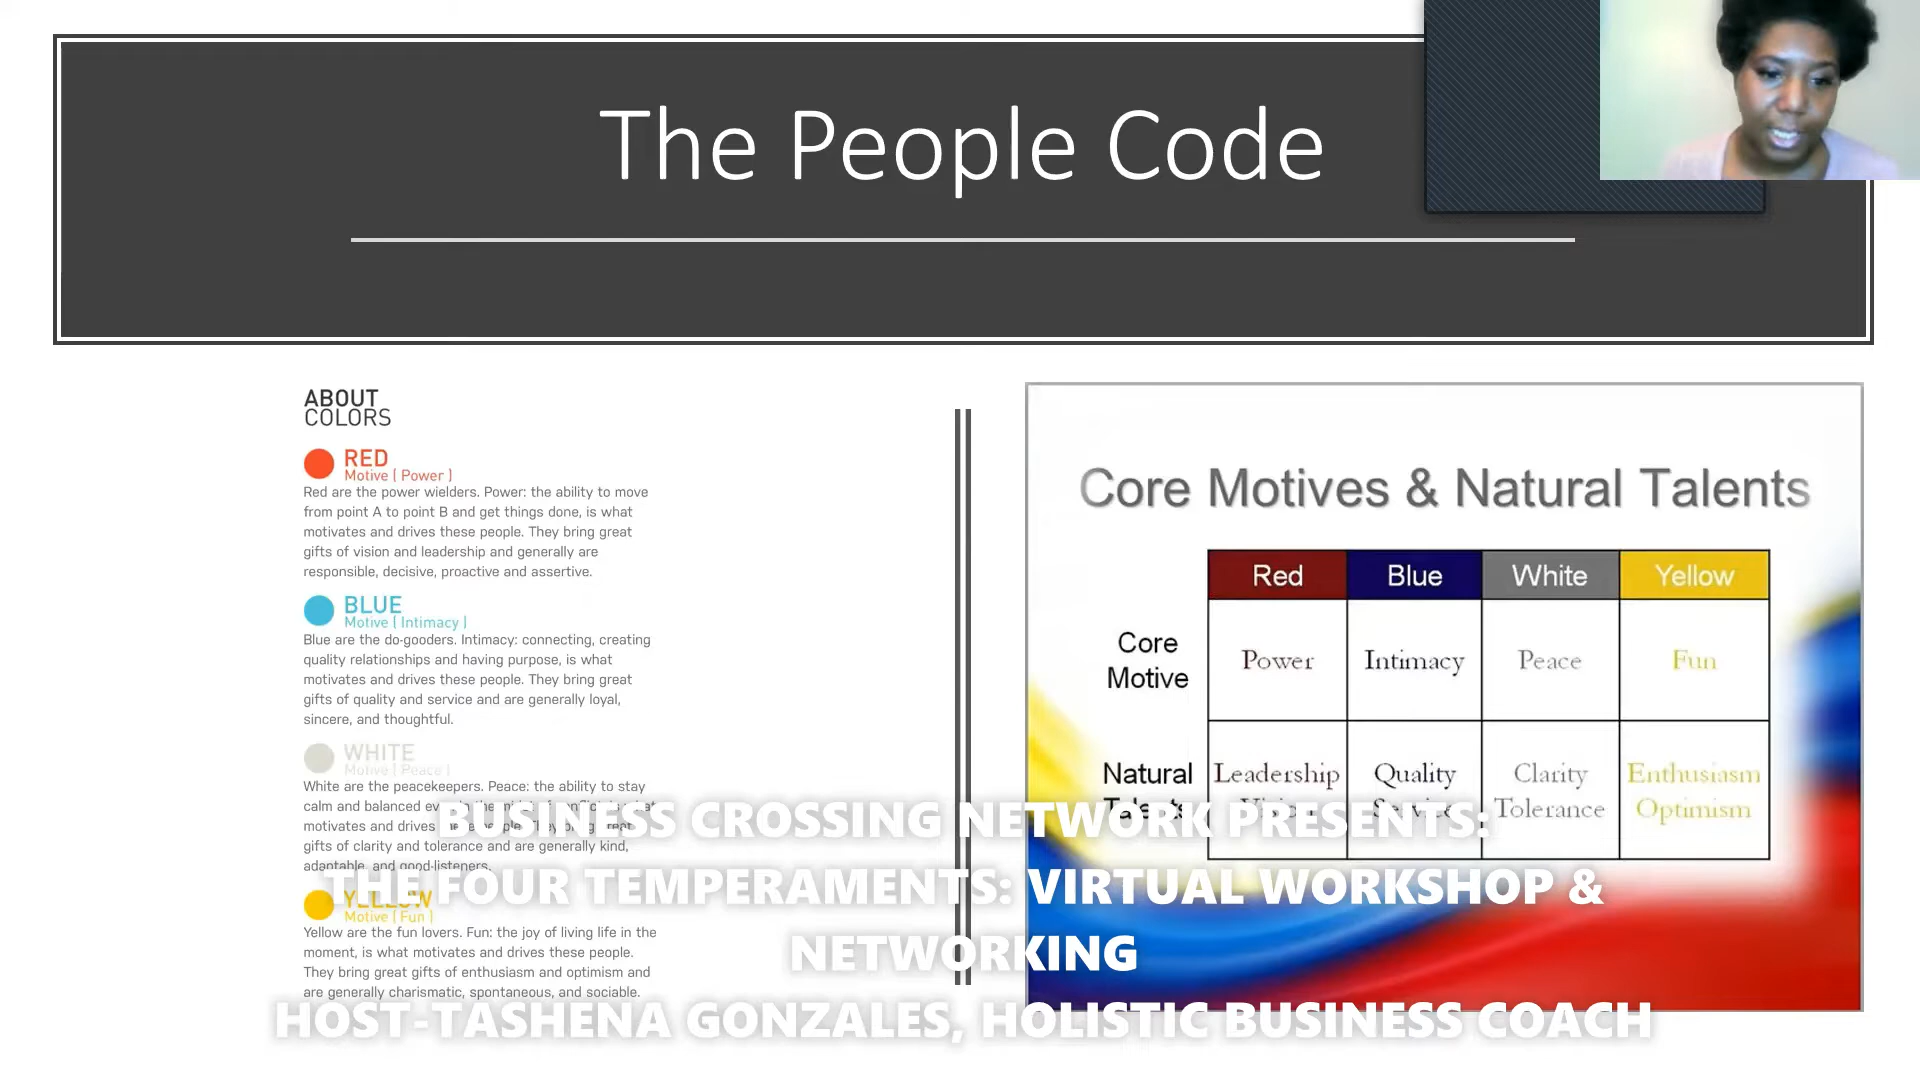 The People Code
ABOUT
COLORS
RED
Motive [ Power ]
Red are the power wielders. Power: the ability to move
from point A to point B and get things done, is what
motivates and drives these people. They bring great
gifts of vision and leadership and generally are
responsible, decisive, proactive and assertive.
BLUE
Motive [ Intimacy ]
Blue are the do-gooders. Intimacy: connecting, creating
quality relationships and having purpose, is what
motivates and drives these people. They bring great
gifts of quality and service and are generally loyal,
sincere, and thoughtful.
WHITE
Motive [ Peace ]
White are the peacekeepers. Peace: the ability to stay
calm and balanced even in the midst of conflict is what
motivates and drives these people. They bring great
gifts of clarity and tolerance and are generally kind,
adaptable, and good-listeners.
YELLOW
Motive [ Fun ]
Yellow are the fun lovers. Fun: the joy of living life in the
moment, is what motivates and drives these people.
They bring great gifts of enthusiasm and optimism and
are generally charismatic, spontaneous, and sociable.
Core Motives & Natural Talents
Red Blue White Yellow
Core
Motive
Power Intimacy Peace Fun
Natural
Talents
Leadership Quality Clarity Enthusiasm
Vision Service Tolerance Optimism
BUSINESS CROSSING NETWORK PRESENTS:
THE FOUR TEMPERAMENTS: VIRTUAL WORKSHOP &
NETWORKING
HOST-TASHENA GONZALES, HOLISTIC BUSINESS COACH